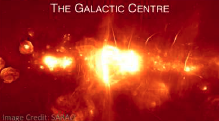 THE GALACTIC CENTRE
Image Credit: SARAO